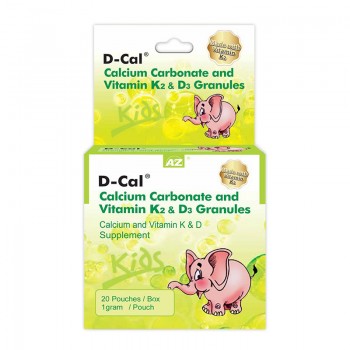 D-Cal®
Calcium Carbonate and
Vitamin K2 & D3 Granules
Kids
AZ
D-Cal®
Calcium Carbonate and
Vitamin K2 & D3 Granules
Calcium and Vitamin K & D
Supplement
Kids
20 Pouches / Box
1gram / Pouch